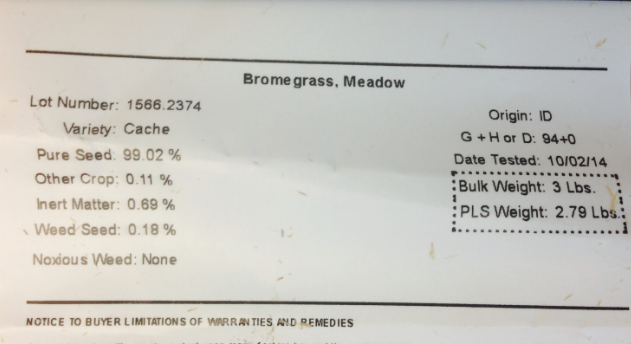 Bromegrass, Meadow
Lot Number: 1566.2374
Variety: Cache
Pure Seed: 99.02 %
Other Crop: 0.11 %
Inert Matter: 0.69 %
Weed Seed: 0.18 %
Noxious Weed: None
Origin: ID
G + H or D: 94+0
Date Tested: 10/02/14
Bulk Weight: 3 Lbs.
PLS Weight: 2.79 Lbs.
NOTICE TO BUYER LIMITATIONS OF WARRANTIES AND REMEDIES